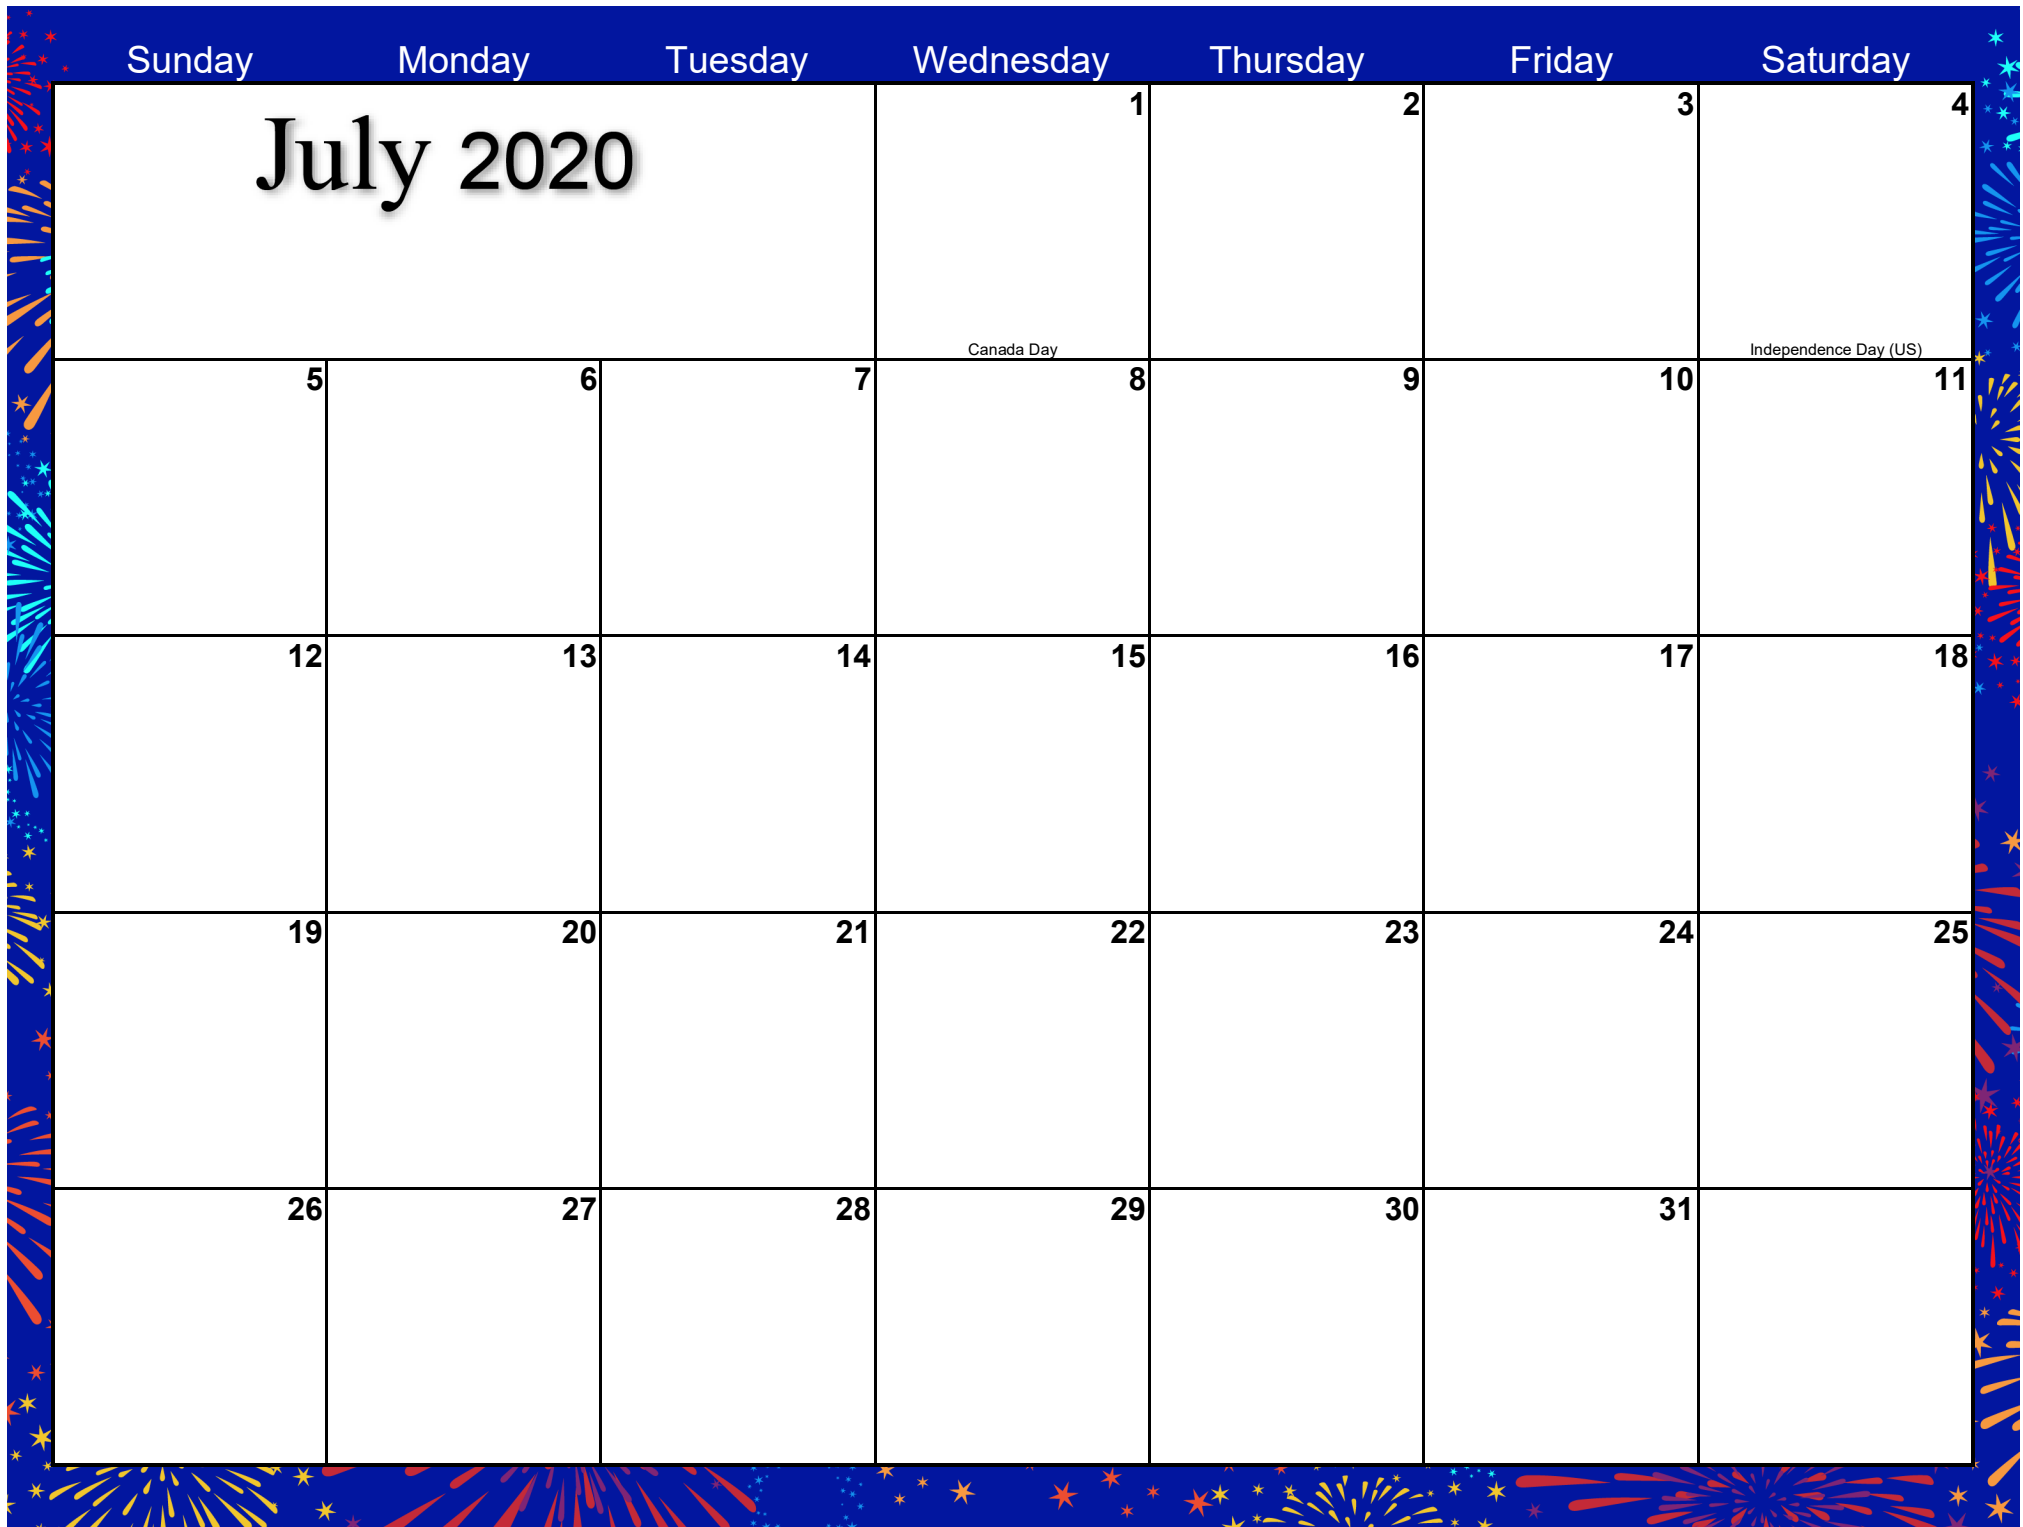 Sunday Monday Tuesday Wednesday Thursday Friday Saturday
July 2020 1 2 3 4
Canada Day Independence Day (US)
5 6 7 8 9 10 11
12 13 14 15 16 17 18
19 20 21 22 23 24 25
26 27 28 29 30 31